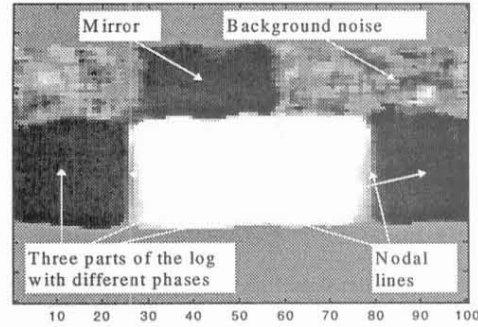 Mirror
Background noise
Three parts of the log
with different phases
Nodal
lines
10 20 30 40 50 60 70 80 90 100